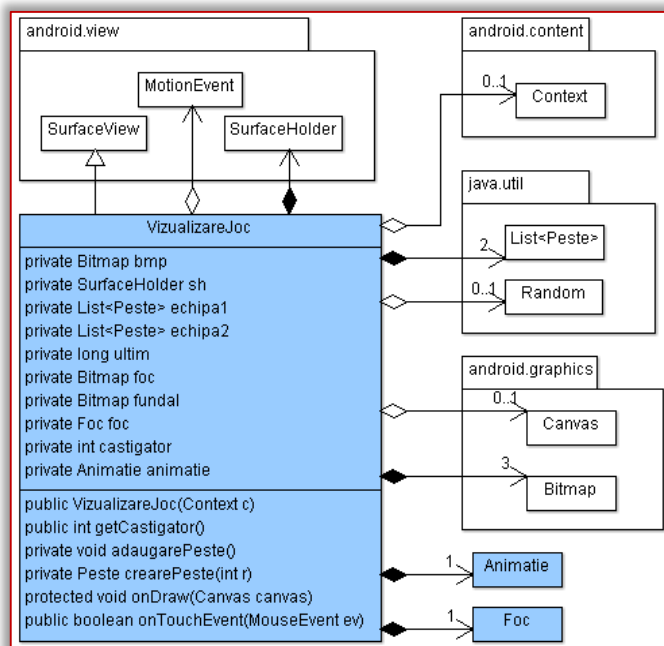 android.view
MotionEvent
SurfaceView
SurfaceHolder
android.content
0..1
Context
java.util
List<Peste>
2
0..1
Random
android.graphics
0..1
Canvas
3
Bitmap
1
Animatie
1
Foc
VizualizareJoc
private Bitmap bmp
private SurfaceHolder sh
private List<Peste> echipa1
private List<Peste> echipa2
private long ultim
private Bitmap foc
private Bitmap fundal
private Foc foc
private int castigator
private Animatie animatie
public VizualizareJoc(Context c)
public int getCastigator()
private void adaugarePeste()
private Peste crearePeste(int r)
protected void onDraw(Canvas canvas)
public boolean onTouchEvent(MouseEvent ev)